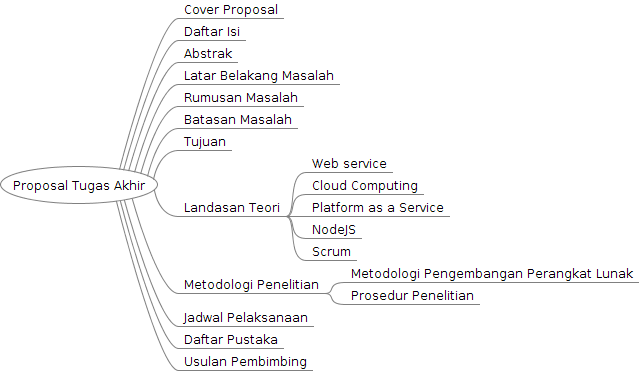 Proposal Tugas Akhir
Cover Proposal
Daftar Isi
Abstrak
Latar Belakang Masalah
Rumusan Masalah
Batasan Masalah
Tujuan
Landasan Teori
Web service
Cloud Computing
Platform as a Service
NodeJS
Scrum
Metodologi Penelitian
Metodologi Pengembangan Perangkat Lunak
Prosedur Penelitian
Jadwal Pelaksanaan
Daftar Pustaka
Usulan Pembimbing